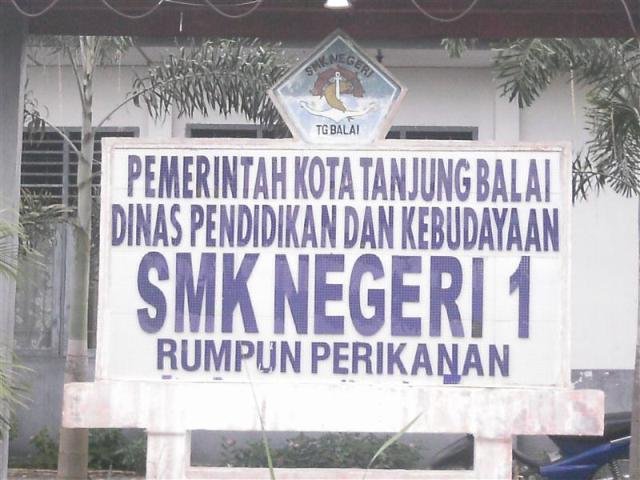 SMK NEGERI
TG BALAI
PEMERINTAH KOTA TANJUNG BALAI
DINAS PENDIDIKAN DAN KEBUDAYAAN
SMK NEGERI 1
RUMPUN PERIKANAN